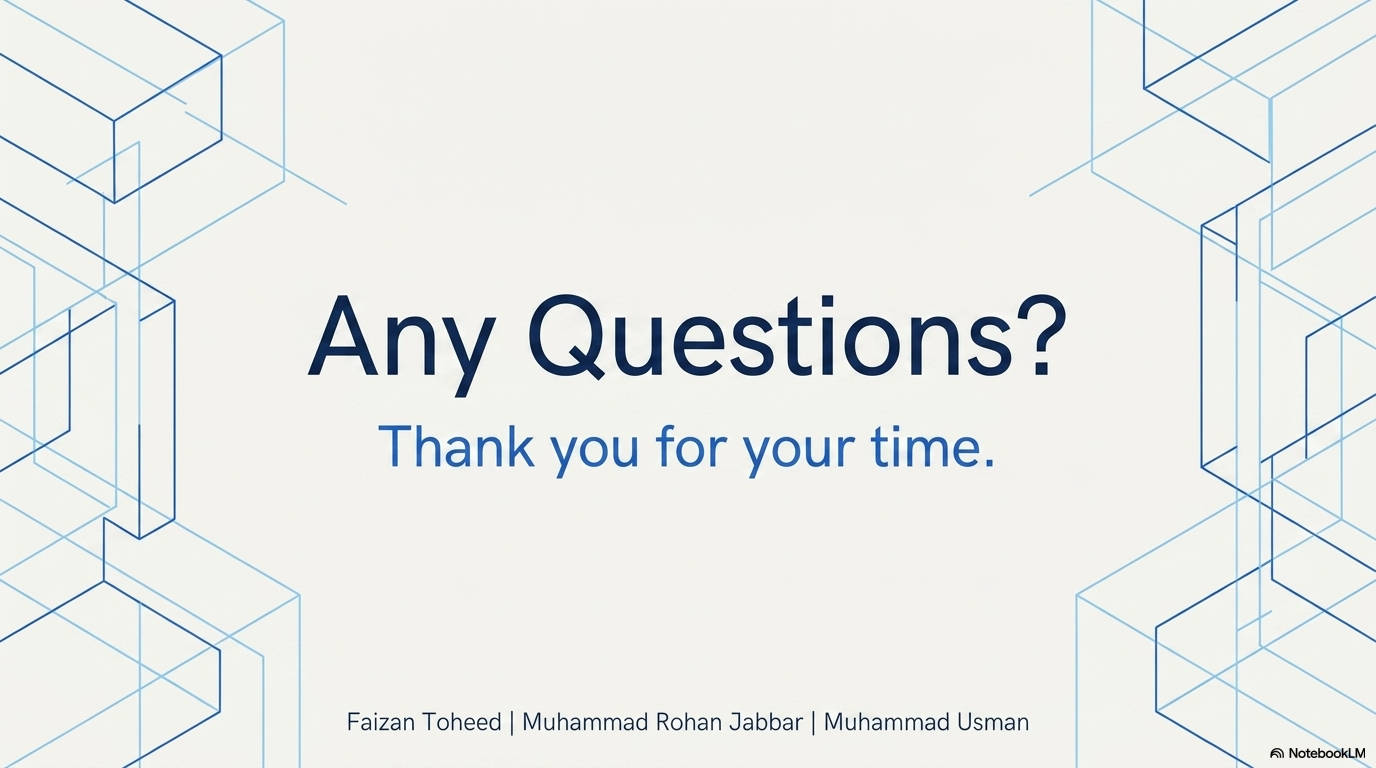 Any Questions?
Thank you for your time.
Faizan Toheed | Muhammad Rohan Jabbar | Muhammad Usman
NotebookLM